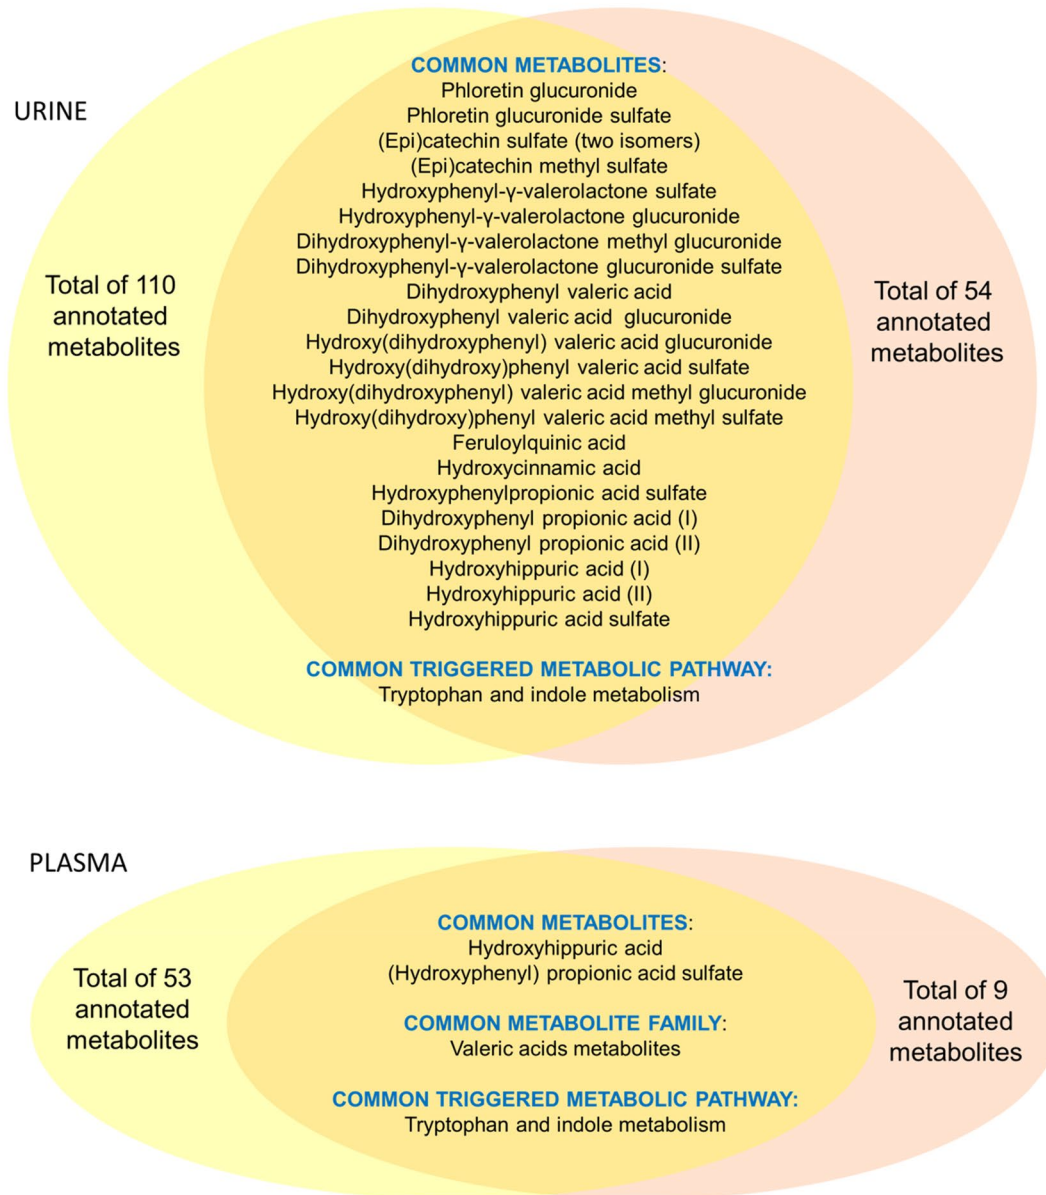 URINE
COMMON METABOLITES:
Phloretin glucuronide
Phloretin glucuronide sulfate
(Epi)catechin sulfate (two isomers)
(Epi)catechin methyl sulfate
Hydroxyphenyl-γ-valerolactone sulfate
Hydroxyphenyl-γ-valerolactone glucuronide
Dihydroxyphenyl-γ-valerolactone methyl glucuronide
Dihydroxyphenyl-γ-valerolactone glucuronide sulfate
Dihydroxyphenyl valeric acid
Dihydroxyphenyl valeric acid glucuronide
Hydroxy(dihydroxyphenyl) valeric acid glucuronide
Hydroxy(dihydroxy)phenyl valeric acid sulfate
Hydroxy(dihydroxyphenyl) valeric acid methyl glucuronide
Hydroxy(dihydroxy)phenyl valeric acid methyl sulfate
Feruloylquinic acid
Hydroxycinnamic acid
Hydroxyphenylpropionic acid sulfate
Dihydroxyphenyl propionic acid (I)
Dihydroxyphenyl propionic acid (II)
Hydroxyhippuric acid (I)
Hydroxyhippuric acid (II)
Hydroxyhippuric acid sulfate
COMMON TRIGGERED METABOLIC PATHWAY:
Tryptophan and indole metabolism
Total of 110
annotated
metabolites
Total of 54
annotated
metabolites
PLASMA
COMMON METABOLITES:
Hydroxyhippuric acid
(Hydroxyphenyl) propionic acid sulfate
COMMON METABOLITE FAMILY:
Valeric acids metabolites
COMMON TRIGGERED METABOLIC PATHWAY:
Tryptophan and indole metabolism
Total of 53
annotated
metabolites
Total of 9
annotated
metabolites